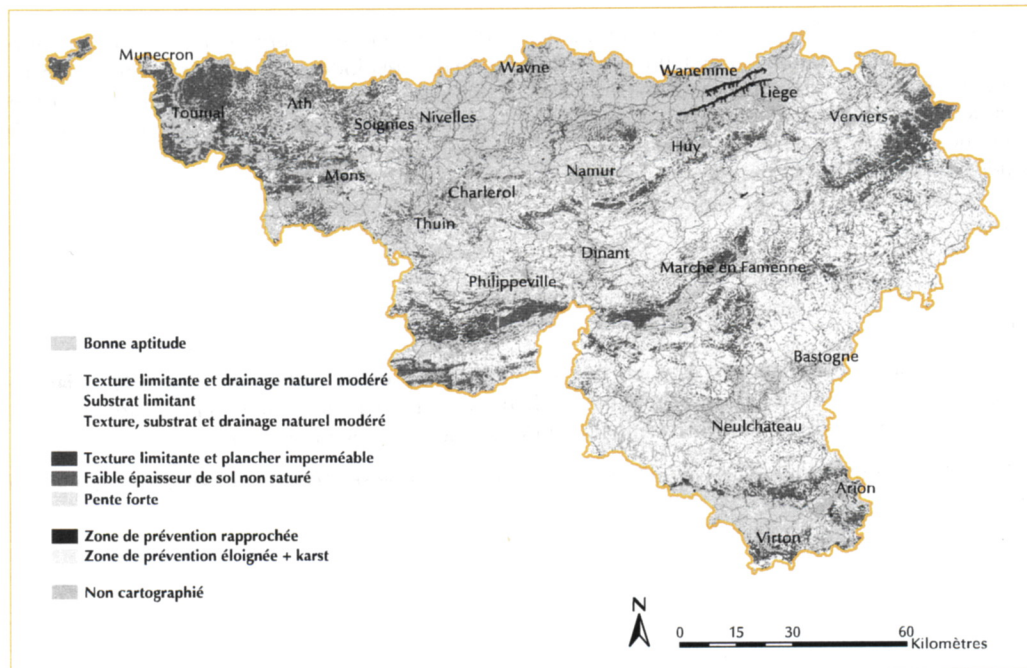 Munecron
Wavne
Wanemme
Toumai
Ath
Liège
Soignies
Nivelles
Verviers
Huy
Mons
Namur
Charlerol
Thuin
Dinant
Marche en Famenne
Philippeville
Bonne aptitude
Bastogne
Texture limitante et drainage naturel modéré
Substrat limitant
Texture, substrat et drainage naturel modéré
Neulchâteau
Texture limitante et plancher imperméable
Faible épaisseur de sol non saturé
Arion
Pente forte
Zone de prévention rapprochée
Virton
Zone de prévention éloignée + karst
Non cartographié
N
0 15 30 60
Kilomètres